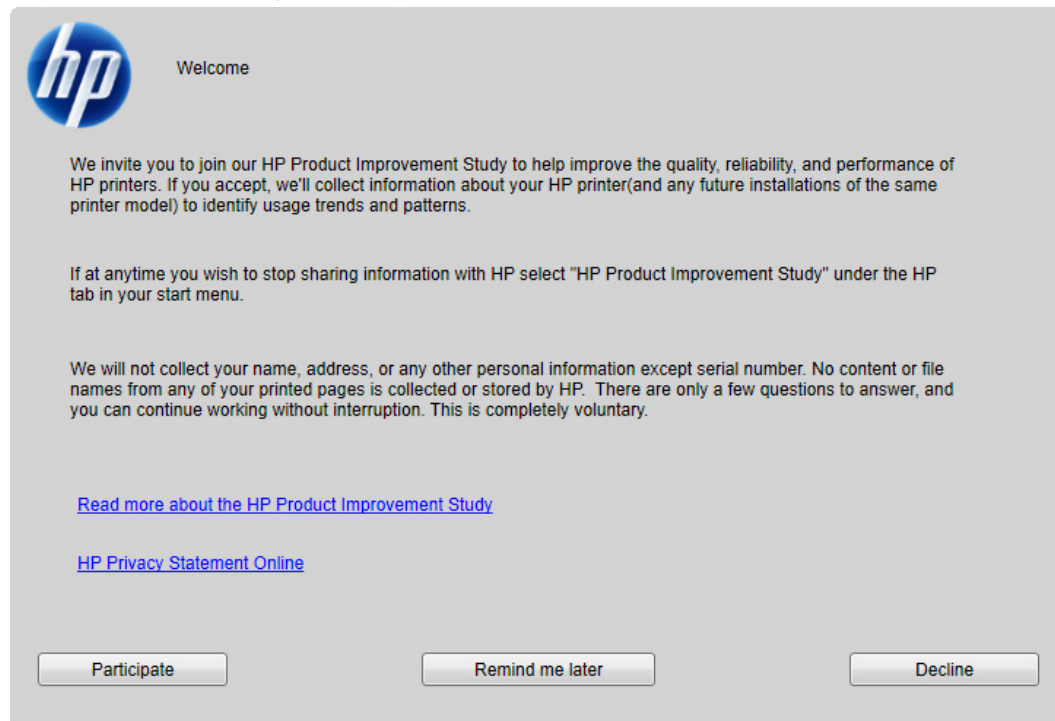 hp
Welcome
We invite you to join our HP Product Improvement Study to help improve the quality, reliability, and performance of
HP printers. If you accept, we'll collect information about your HP printer(and any future installations of the same
printer model) to identify usage trends and patterns.
If at anytime you wish to stop sharing information with HP select "HP Product Improvement Study" under the HP
tab in your start menu.
We will not collect your name, address, or any other personal information except serial number. No content or file
names from any of your printed pages is collected or stored by HP.  There are only a few questions to answer, and
you can continue working without interruption. This is completely voluntary.
Read more about the HP Product Improvement Study
HP Privacy Statement Online
Participate
Remind me later
Decline